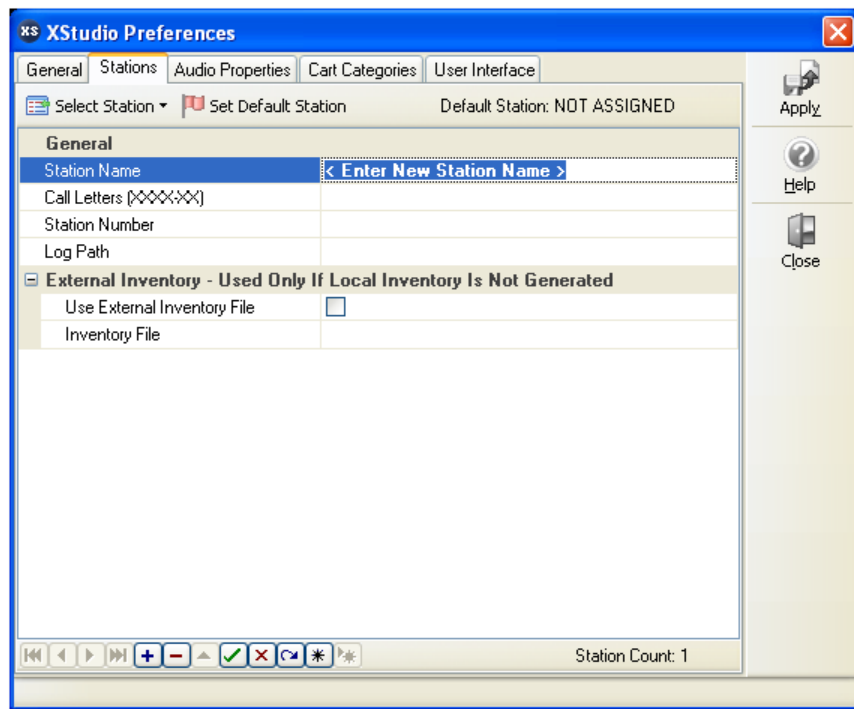 XS XStudio Preferences
General Stations Audio Properties Cart Categories User Interface
Select Station Set Default Station Default Station: NOT ASSIGNED
Apply
General
Station Name < Enter New Station Name >
Call Letters (XXXX-XX)
Help
Station Number
Log Path
Close
External Inventory - Used Only If Local Inventory Is Not Generated
Use External Inventory File
Inventory File
Station Count: 1